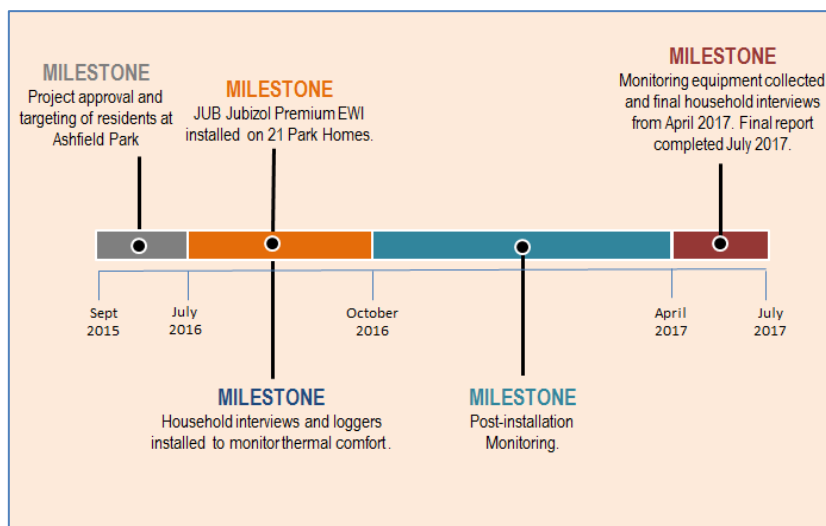 MILESTONE
Project approval and
targeting of residents at
Ashfield Park
MILESTONE
JUB Jubizol Premium EWI
installed on 21 Park Homes.
MILESTONE
Monitoring equipment collected
and final household interviews
from April 2017. Final report
completed July 2017.
Sept
2015
July
2016
October
2016
April
2017
July
2017
MILESTONE
Household interviews and loggers
installed to monitor thermal comfort.
MILESTONE
Post-installation
Monitoring.